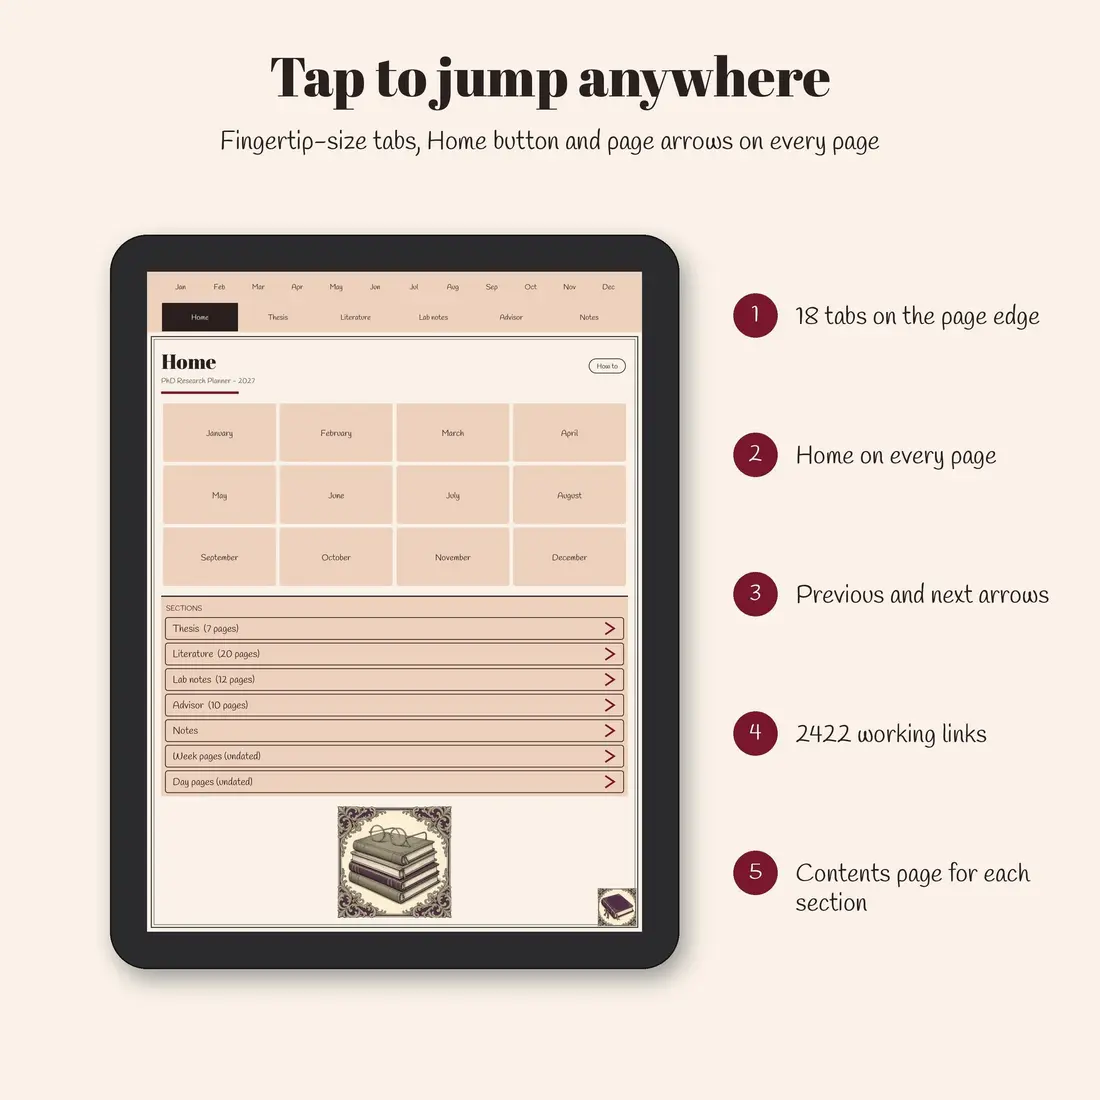 Tap to jump anywhere
Fingertip-size tabs, Home button and page arrows on every page
Jan Feb Mar Apr May Jun Jul Aug Sep Oct Nov Dec
Home Thesis Literature Lab notes Advisor Notes
Home
How to
PhD Research Planner - 2027
January February March April
May June July August
September October November December
SECTIONS
Thesis (7 pages)
Literature (20 pages)
Lab notes (12 pages)
Advisor (10 pages)
Notes
Week pages (undated)
Day pages (undated)
1 18 tabs on the page edge
2 Home on every page
3 Previous and next arrows
4 2422 working links
5 Contents page for each
section